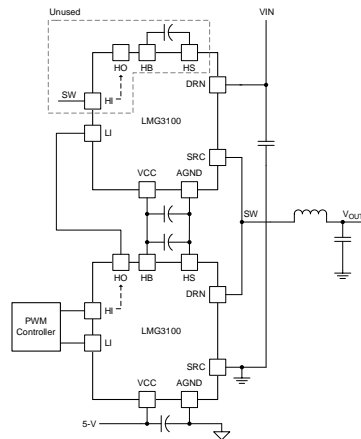 Unused
VIN
HO
HB
HS
DRN
SW
HI
LI
LMG3100
SRC
VCC
AGND
SW
VOUT
HO
HB
HS
DRN
PWM
Controller
HI
LI
LMG3100
SRC
VCC
AGND
5-V